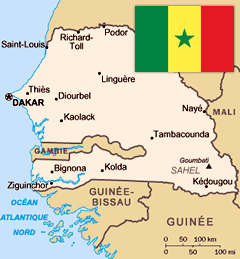 Podor
Richard-
Toll
Saint-Louis
Linguère
Thiès
DAKAR
Diourbel
Nayé
MALI
Kaolack
Tambacounda
GAMBIE
Goumbati
SAHEL
Bignona
Kolda
Kédougou
Ziguinchor
GUINÉE-
BISSAU
OCÉAN
ATLANTIQUE
NORD
GUINÉE
0 50 100 km
0 50 100 mi